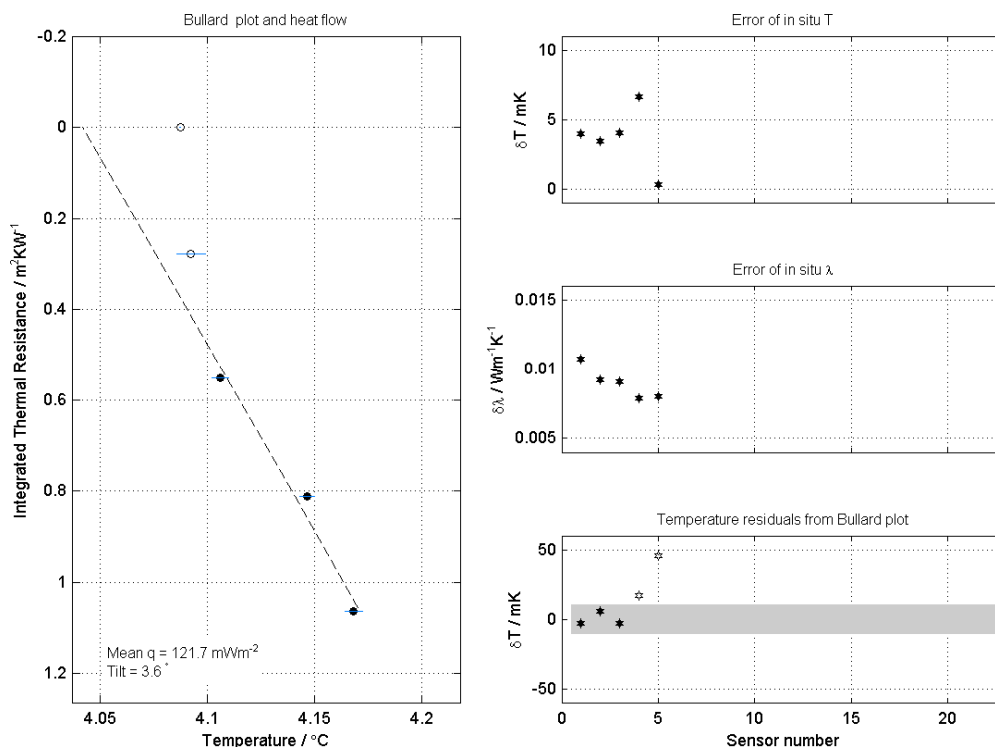 Bullard plot and heat flow
-0.2
0
0.2
0.4
0.6
0.8
1
1.2
Integrated Thermal Resistance / m²KW⁻¹
Mean q = 121.7 mWm⁻²
Tilt = 3.6 °
4.05
4.1
4.15
4.2
Temperature / °C
Error of in situ T
10
5
0
δT / mK
Error of in situ λ
0.015
0.01
0.005
δλ / Wm⁻¹K⁻¹
Temperature residuals from Bullard plot
50
0
-50
δT / mK
0
5
10
15
20
Sensor number